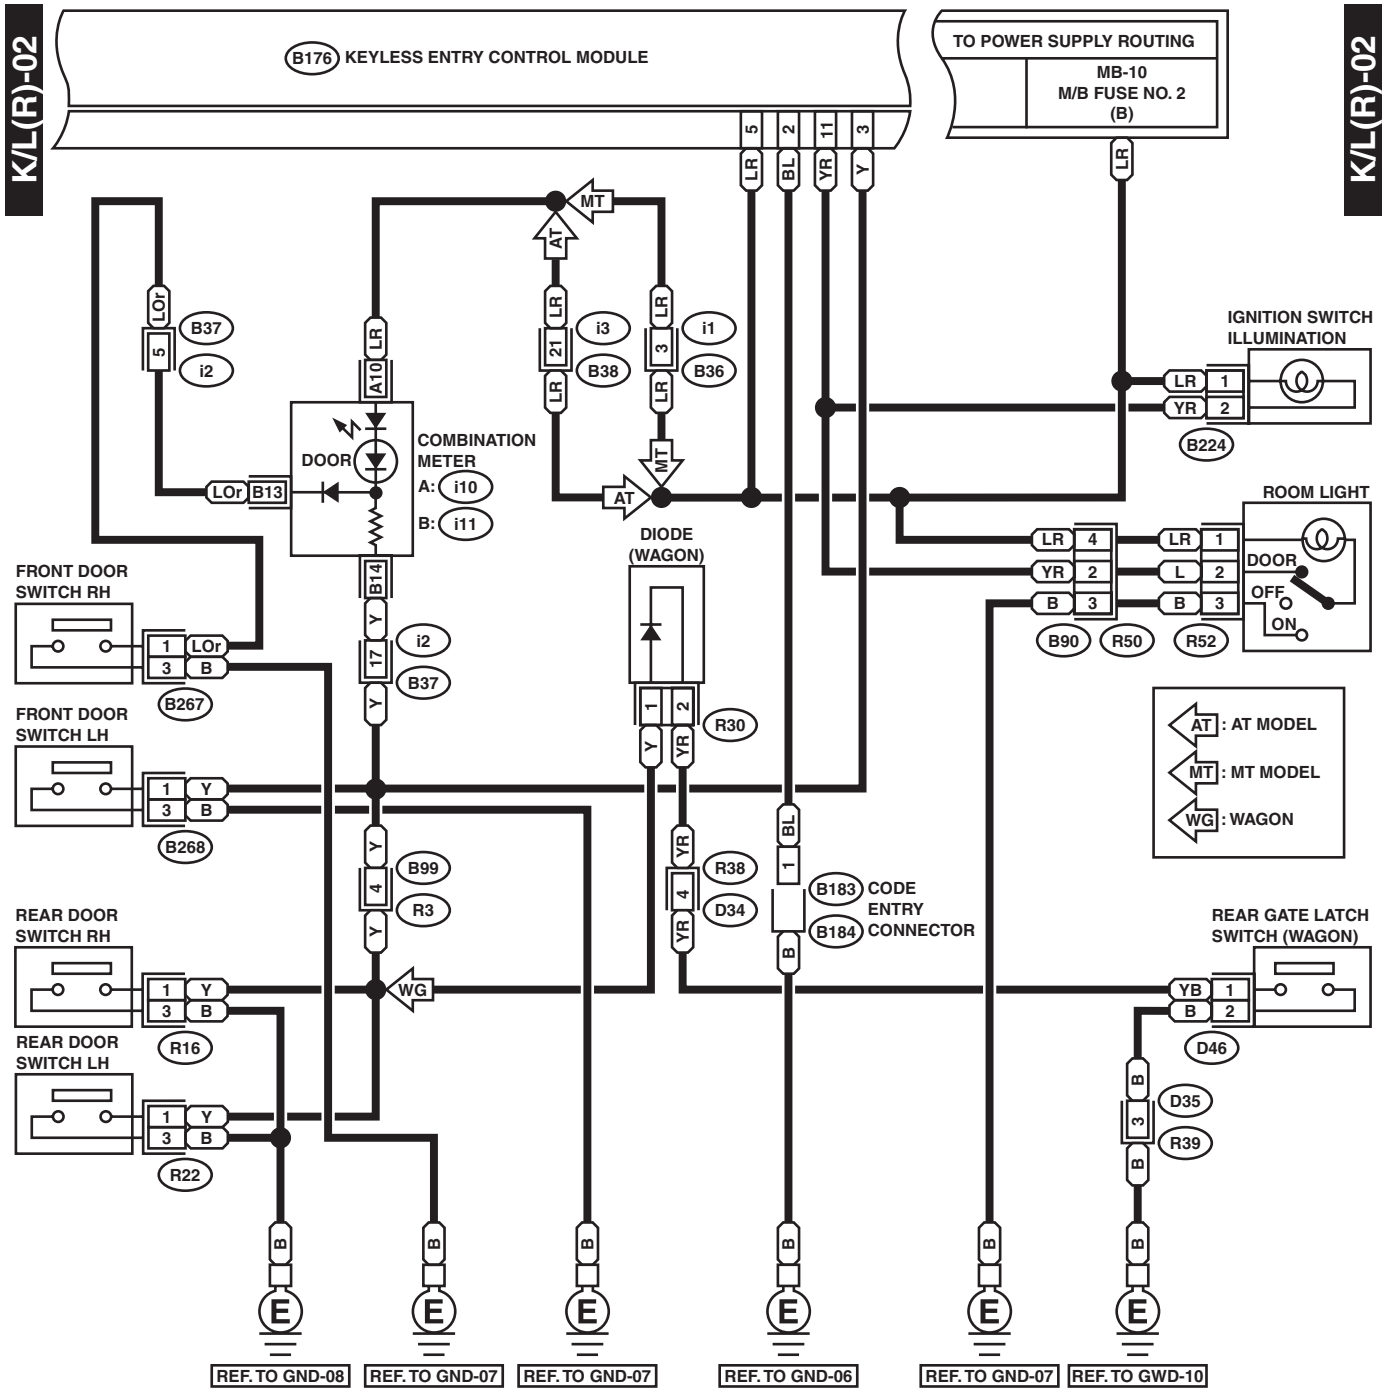 K/L(R)-02
K/L(R)-02
B176 KEYLESS ENTRY CONTROL MODULE
TO POWER SUPPLY ROUTING
MB-10
M/B FUSE NO. 2
(B)
5 2 11 3
LR BL YR Y
LR
MT
AT
LOr
5
B37
i2
LR
A10
LR
21
LR
i3
B38
LR
3
LR
i1
B36
IGNITION SWITCH
ILLUMINATION
LR 1
YR 2
B224
DOOR
COMBINATION
METER
A: i10
B: i11
LOr B13
B14
MT
AT
ROOM LIGHT
LR 4 LR 1
YR 2 L 2
B 3 B 3
B90 R50 R52
DOOR
OFF
ON
DIODE
(WAGON)
1 2
R30
Y YR
FRONT DOOR
SWITCH RH
1 LOr
3 B
B267
Y
17
Y
i2
B37
FRONT DOOR
SWITCH LH
1 Y
3 B
B268
AT : AT MODEL
MT : MT MODEL
WG : WAGON
Y
4
Y
B99
R3
YR
4
YR
R38
D34
BL
1
B
B183 CODE
ENTRY
B184 CONNECTOR
REAR DOOR
SWITCH RH
1 Y
3 B
R16
WG
REAR GATE LATCH
SWITCH (WAGON)
YB 1
B 2
D46
REAR DOOR
SWITCH LH
1 Y
3 B
R22
B
3
B
D35
R39
B B B B B B
E E E E E E
REF. TO GND-08 REF. TO GND-07 REF. TO GND-07 REF. TO GND-06 REF. TO GND-07 REF. TO GWD-10